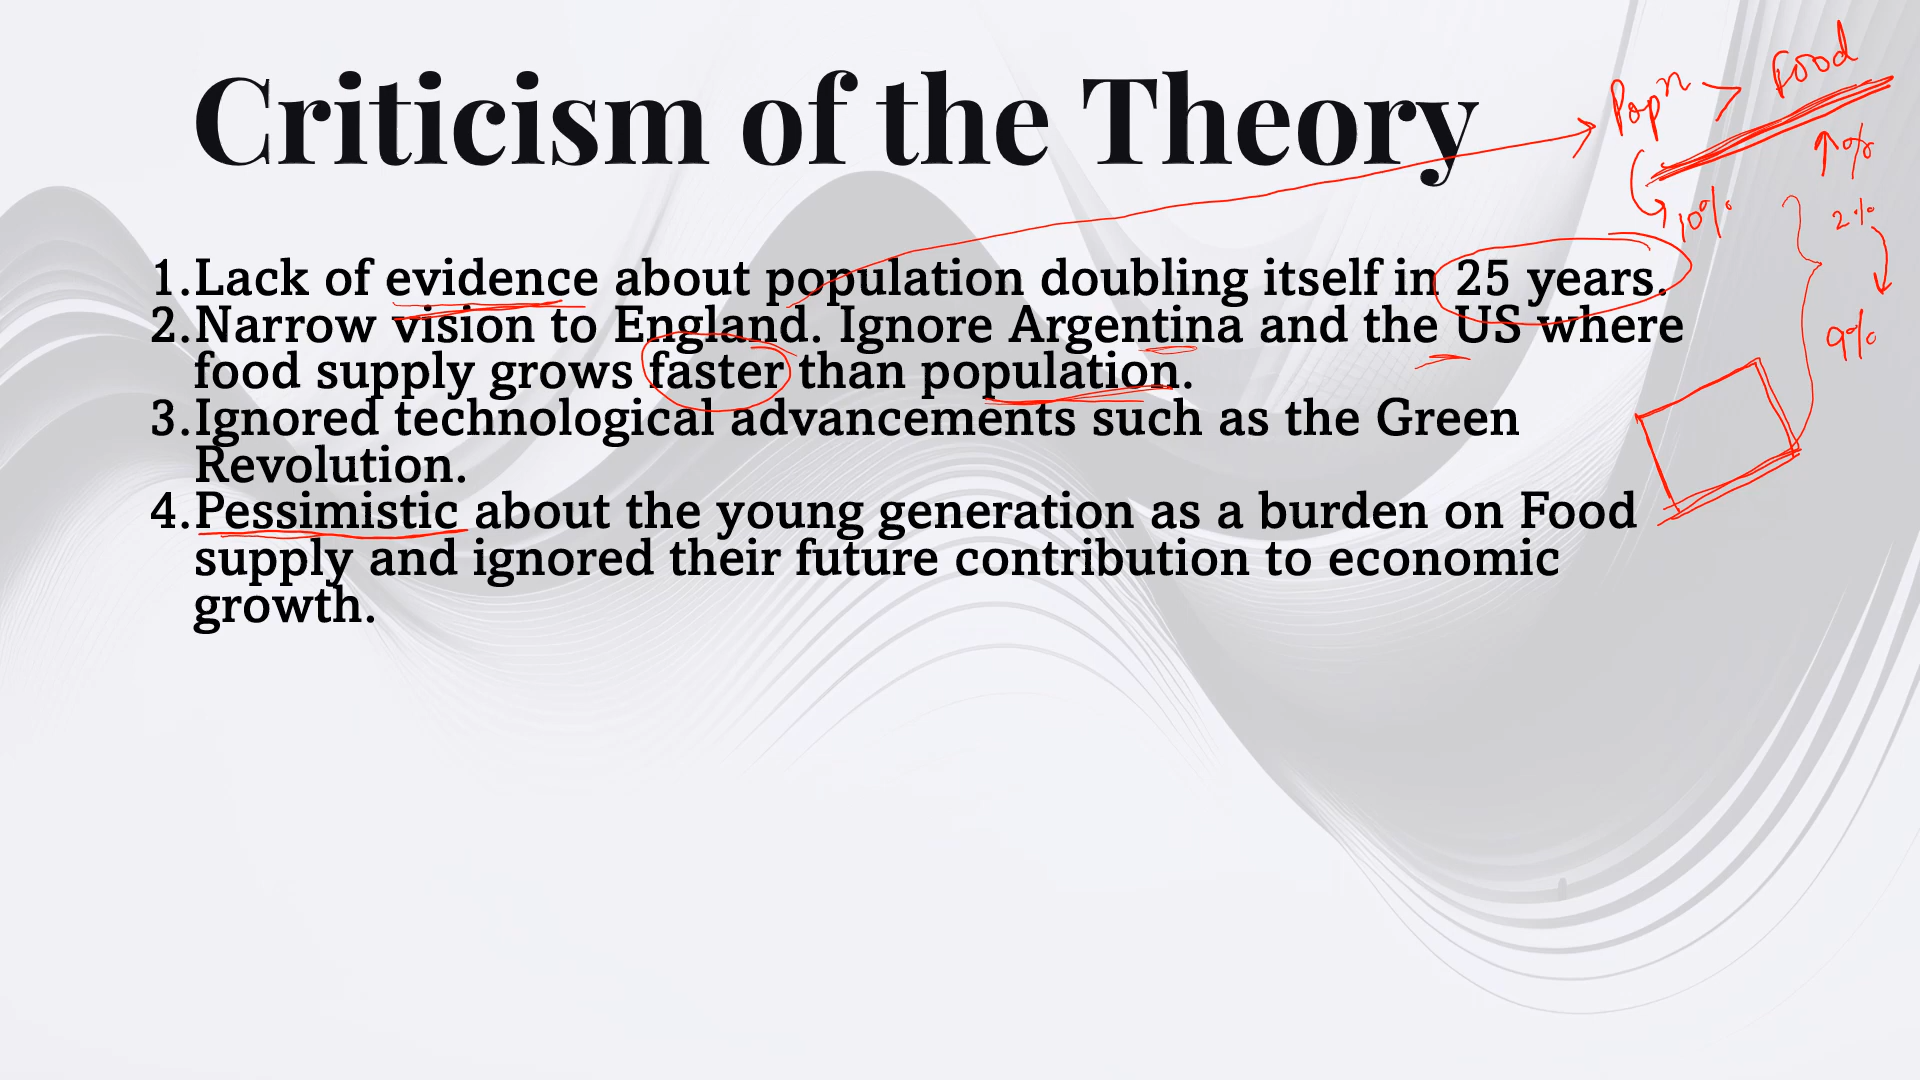 Criticism of the Theory
Popn > Food
↑ %
10%
2%
9%
1.Lack of evidence about population doubling itself in 25 years.
2.Narrow vision to England. Ignore Argentina and the US where
food supply grows faster than population.
3.Ignored technological advancements such as the Green
Revolution.
4.Pessimistic about the young generation as a burden on Food
supply and ignored their future contribution to economic
growth.